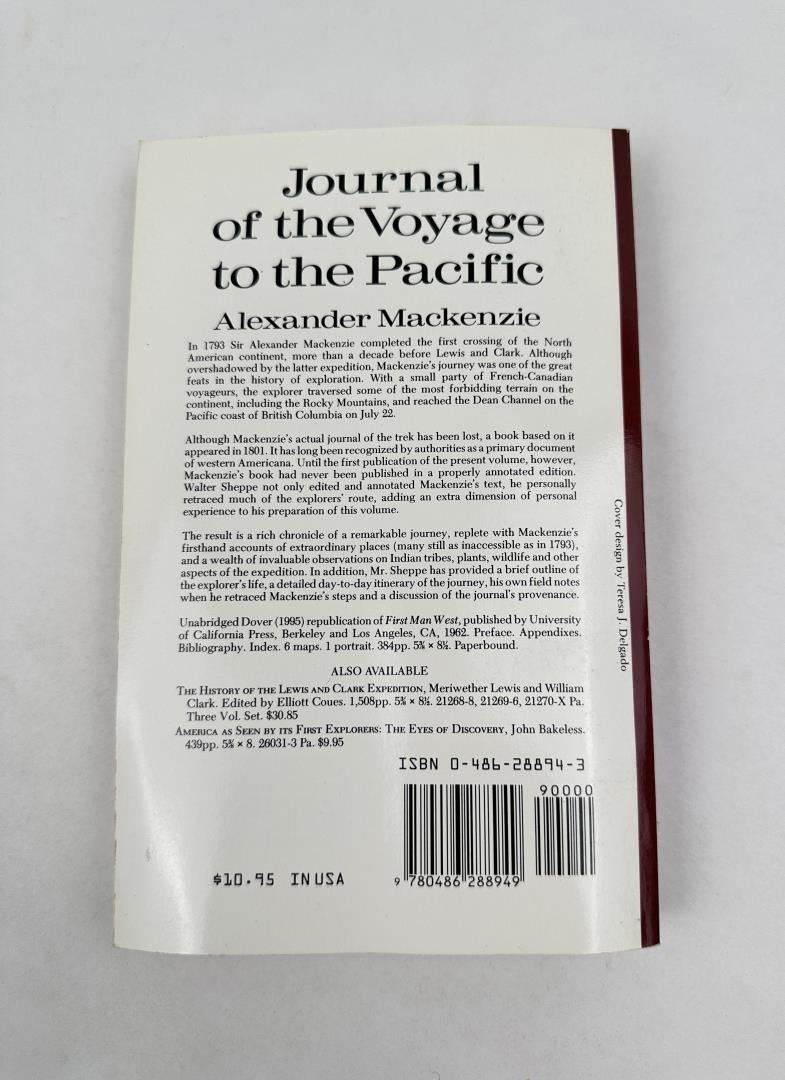 Journal
of the Voyage
to the Pacific
Alexander Mackenzie
In 1793 Sir Alexander Mackenzie completed the first crossing of the North
American continent, more than a decade before Lewis and Clark. Although
overshadowed by the latter expedition, Mackenzie's journey was one of the great
feats in the history of exploration. With a small party of French-Canadian
voyageurs, the explorer traversed some of the most forbidding terrain on the
continent, including the Rocky Mountains, and reached the Dean Channel on the
Pacific coast of British Columbia on July 22.
Although Mackenzie's actual journal of the trek has been lost, a book based on it
appeared in 1801. It has long been recognized by authorities as a primary document
of western Americana. Until the first publication of the present volume, however,
Mackenzie's book had never been published in a properly annotated edition.
Walter Sheppe not only edited and annotated Mackenzie's text, he personally
retraced much of the explorers' route, adding an extra dimension of personal
experience to his preparation of this volume.
The result is a rich chronicle of a remarkable journey, replete with Mackenzie's
firsthand accounts of extraordinary places (many still as inaccessible as in 1793),
and a wealth of invaluable observations on Indian tribes, plants, wildlife and other
aspects of the expedition. In addition, Mr. Sheppe has provided a brief outline of
the explorer's life, a detailed day-to-day itinerary of the journey, his own field notes
when he retraced Mackenzie's steps and a discussion of the journal's provenance.
Unabridged Dover (1995) republication of First Man West, published by University
of California Press, Berkeley and Los Angeles, CA, 1962. Preface. Appendixes.
Bibliography. Index. 6 maps. 1 portrait. 384pp. 5⅜ × 8½. Paperbound.
ALSO AVAILABLE
THE HISTORY OF THE LEWIS AND CLARK EXPEDITION, Meriwether Lewis and William
Clark. Edited by Elliott Coues. 1,508pp. 5⅜ × 8½. 21268-8, 21269-6, 21270-X Pa.
Three Vol. Set. $30.85
AMERICA AS SEEN BY ITS FIRST EXPLORERS: THE EYES OF DISCOVERY, John Bakeless.
439pp. 5⅜ × 8. 26031-3 Pa. $9.95
ISBN 0-486-28894-3
90000
9 780486 288949
$10.95 IN USA
Cover design by Teresa J. Delgado